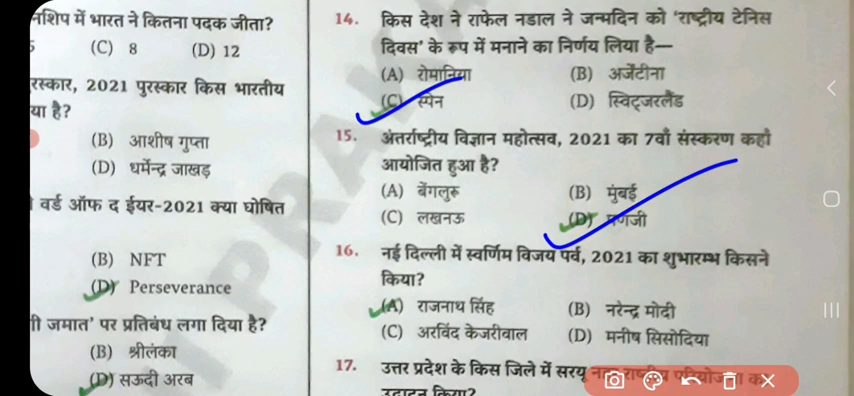 नशिप में भारत ने कितना पदक जीता?
5 (C) 8 (D) 12
रस्कार, 2021 पुरस्कार किस भारतीय
या है?
(B) आशीष गुप्ता
(D) धर्मेन्द्र जाखड़
वर्ड ऑफ द ईयर-2021 क्या घोषित
(B) NFT
(D) Perseverance
गी जमात' पर प्रतिबंध लगा दिया है?
(B) श्रीलंका
(D) सऊदी अरब
14. किस देश ने राफेल नडाल ने जन्मदिन को 'राष्ट्रीय टेनिस
दिवस' के रूप में मनाने का निर्णय लिया है—
(A) रोमानिया (B) अर्जेंटीना
(C) स्पेन (D) स्विट्जरलैंड
15. अंतर्राष्ट्रीय विज्ञान महोत्सव, 2021 का 7वाँ संस्करण कहाँ
आयोजित हुआ है?
(A) बेंगलुरु (B) मुंबई
(C) लखनऊ (D) पणजी
16. नई दिल्ली में स्वर्णिम विजय पर्व, 2021 का शुभारम्भ किसने
किया?
(A) राजनाथ सिंह (B) नरेन्द्र मोदी
(C) अरविंद केजरीवाल (D) मनीष सिसोदिया
17. उत्तर प्रदेश के किस जिले में सरयू